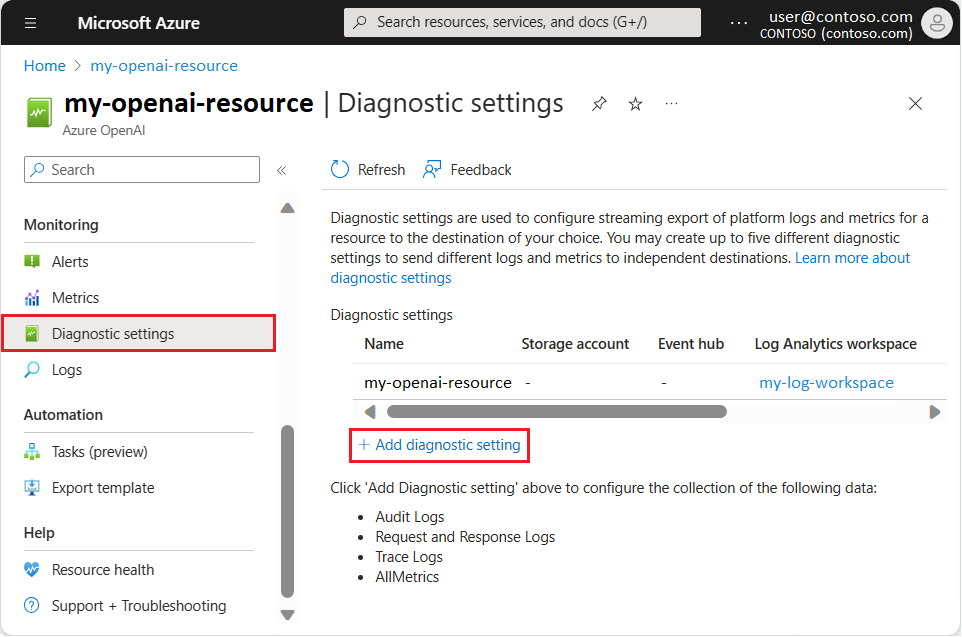 Microsoft Azure
Search resources, services, and docs (G+/)
...
user@contoso.com
CONTOSO (contoso.com)
Home > my-openai-resource
my-openai-resource | Diagnostic settings
...
Azure OpenAI
Search
«
Refresh
Feedback
Monitoring
Alerts
Metrics
Diagnostic settings
Logs
Automation
Tasks (preview)
Export template
Help
Resource health
Support + Troubleshooting
Diagnostic settings are used to configure streaming export of platform logs and metrics for a
resource to the destination of your choice. You may create up to five different diagnostic
settings to send different logs and metrics to independent destinations. Learn more about
diagnostic settings
Diagnostic settings
Name Storage account Event hub Log Analytics workspace
my-openai-resource - - my-log-workspace
+ Add diagnostic setting
Click 'Add Diagnostic setting' above to configure the collection of the following data:
• Audit Logs
• Request and Response Logs
• Trace Logs
• AllMetrics